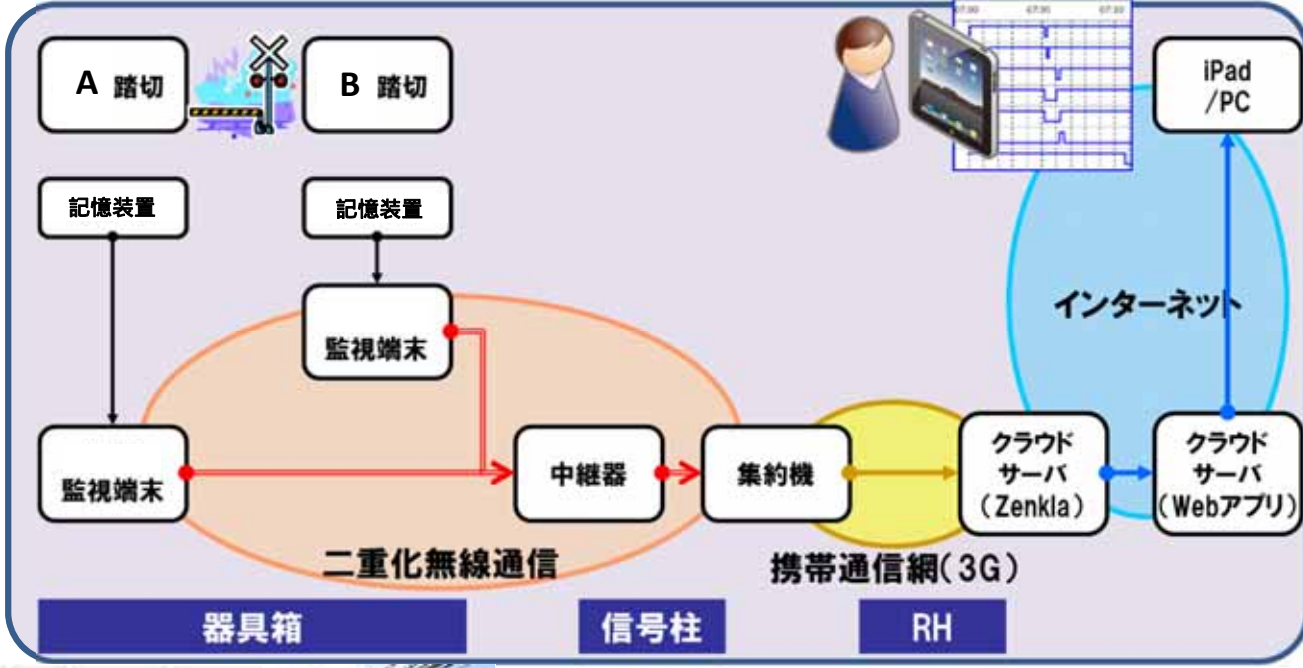 A 踏切
B 踏切
07:30
iPad
/PC
記憶装置
記憶装置
インターネット
監視端末
監視端末
中継器
集約機
クラウド
サーバ
(Zenkla)
クラウド
サーバ
(Webアプリ)
二重化無線通信
携帯通信網(3G)
器具箱
信号柱
RH